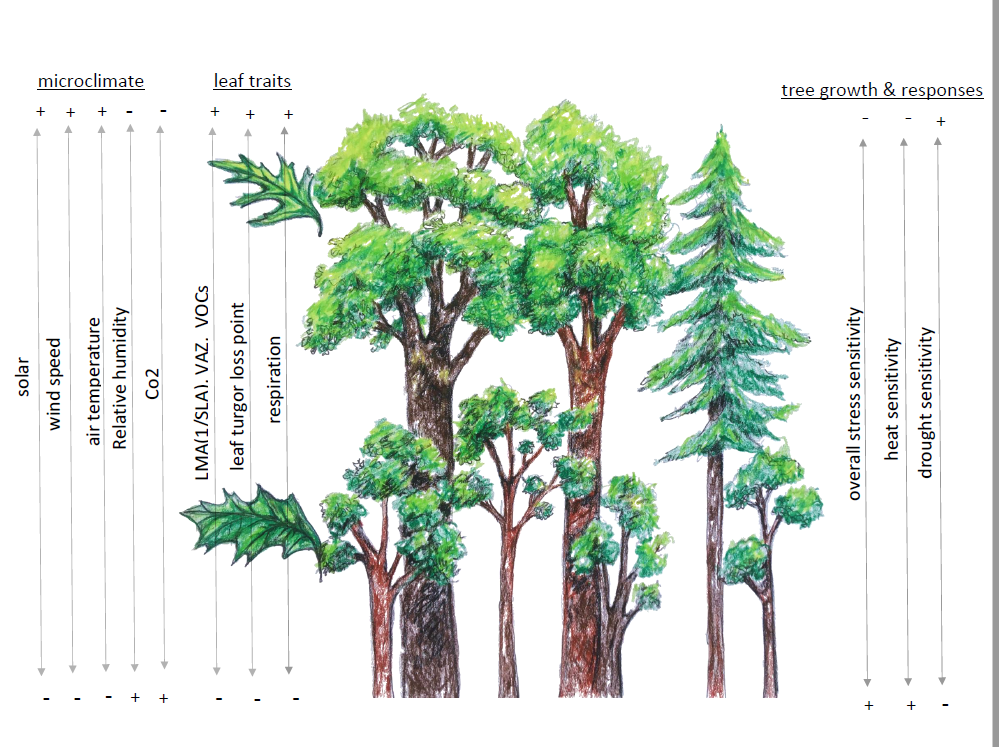 microclimate
leaf traits
tree growth & responses
+ + + - -
+ + +
- - +
solar
wind speed
air temperature
Relative humidity
Co2
LMA(1/SLA). VAZ. VOCs
leaf turgor loss point
respiration
overall stress sensitivity
heat sensitivity
drought sensitivity
- - - + +
- - -
+ + -